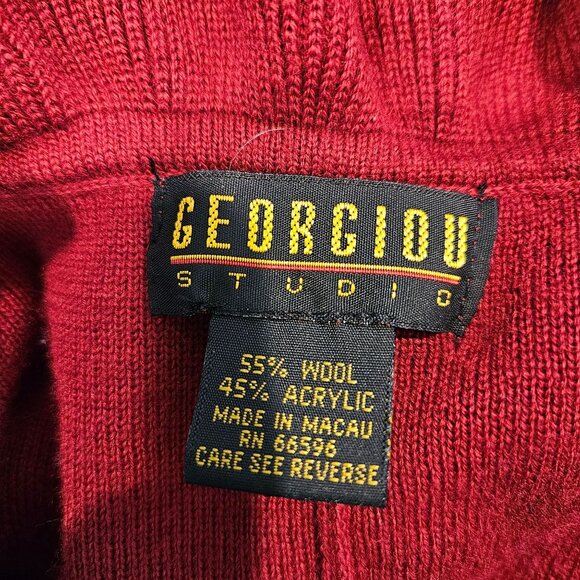 GEORGIOU
STUDIO
55% WOOL
45% ACRYLIC
MADE IN MACAU
RN 66596
CARE SEE REVERSE